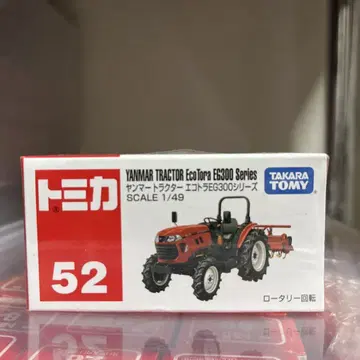 YANMAR TRACTOR EcoTora EG300 Series
ヤンマー トラクター エコトラEG300シリーズ
SCALE 1/49
TAKARA TOMY
トミカ
52
ロータリー回転